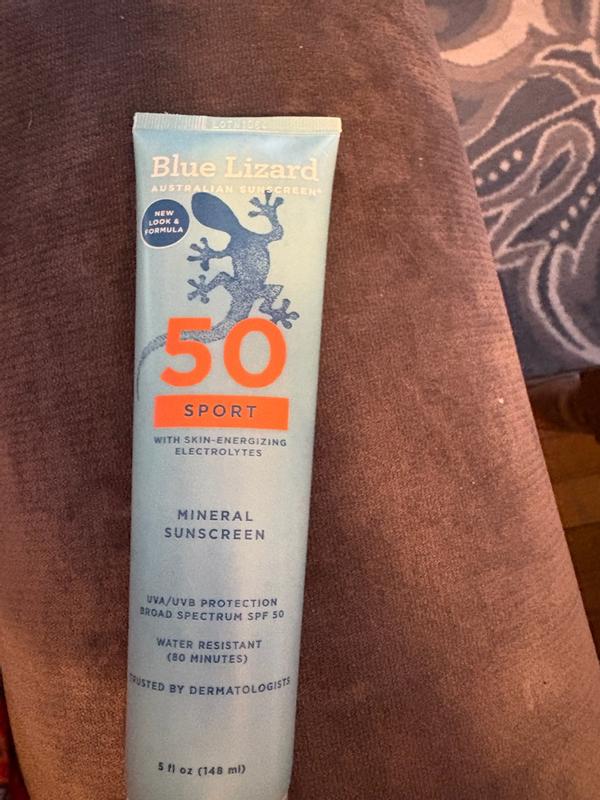 Blue Lizard
AUSTRALIAN SUNSCREEN®
NEW
LOOK &
FORMULA
50
SPORT
WITH SKIN-ENERGIZING
ELECTROLYTES
MINERAL
SUNSCREEN
UVA/UVB PROTECTION
BROAD SPECTRUM SPF 50
WATER RESISTANT
(80 MINUTES)
TRUSTED BY DERMATOLOGISTS
5 fl oz (148 ml)